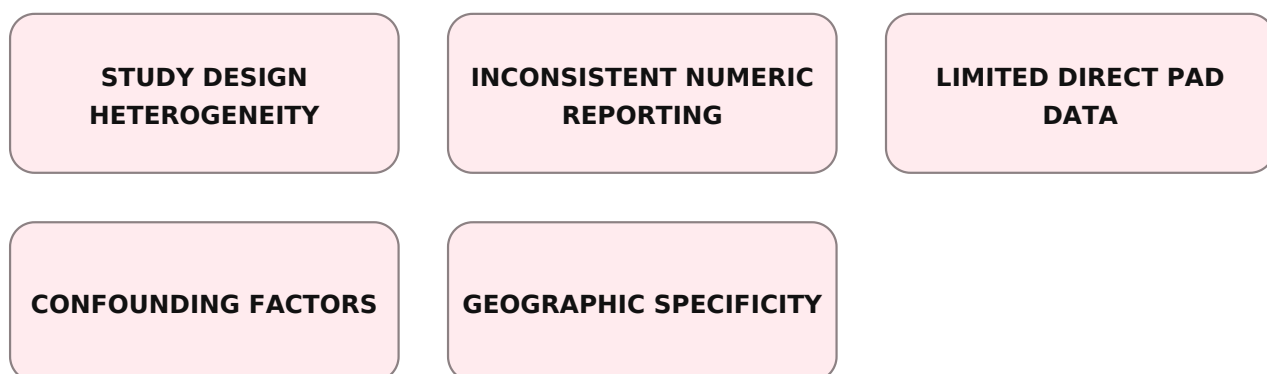 STUDY DESIGN
HETEROGENEITY
INCONSISTENT NUMERIC
REPORTING
LIMITED DIRECT PAD
DATA
CONFOUNDING FACTORS
GEOGRAPHIC SPECIFICITY